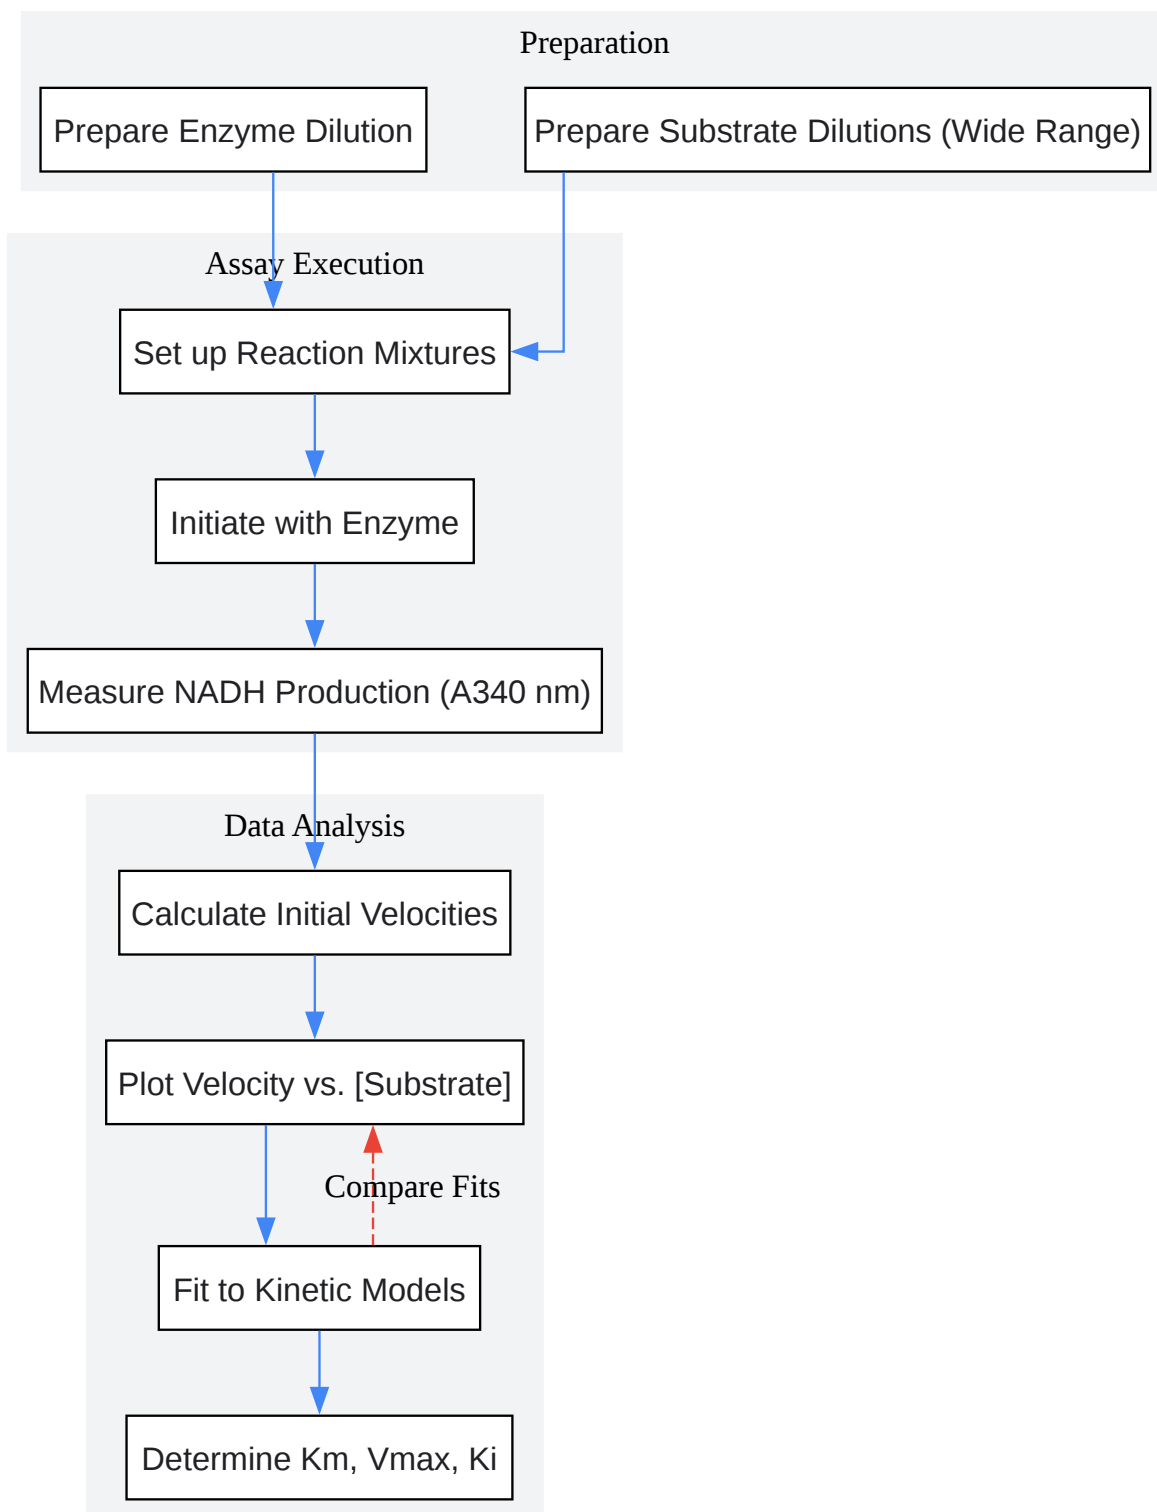 Preparation
Prepare Enzyme Dilution
Prepare Substrate Dilutions (Wide Range)
Assay Execution
Set up Reaction Mixtures
Initiate with Enzyme
Measure NADH Production (A340 nm)
Data Analysis
Calculate Initial Velocities
Plot Velocity vs. [Substrate]
Compare Fits
Fit to Kinetic Models
Determine Km, Vmax, Ki